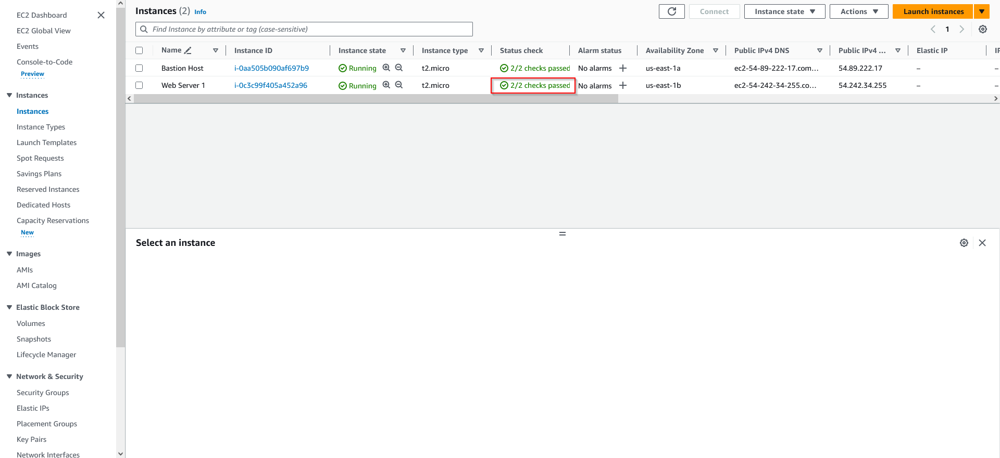 EC2 Dashboard
EC2 Global View
Events
Console-to-Code
Preview
Instances
Instances
Instance Types
Launch Templates
Spot Requests
Savings Plans
Reserved Instances
Dedicated Hosts
Capacity Reservations
New
Images
AMIs
AMI Catalog
Elastic Block Store
Volumes
Snapshots
Lifecycle Manager
Network & Security
Security Groups
Elastic IPs
Placement Groups
Key Pairs
Network Interfaces
Instances (2) Info
Connect Instance state Actions Launch instances
Find Instance by attribute or tag (case-sensitive)
1
Name Instance ID Instance state Instance type Status check Alarm status Availability Zone Public IPv4 DNS Public IPv4 ... Elastic IP IP
Bastion Host i-0aa505b090af697b9 Running t2.micro 2/2 checks passed No alarms us-east-1a ec2-54-89-222-17.com... 54.89.222.17 – –
Web Server 1 i-0c3c99f405a452a96 Running t2.micro 2/2 checks passed No alarms us-east-1b ec2-54-242-34-255.co... 54.242.34.255 – –
Select an instance